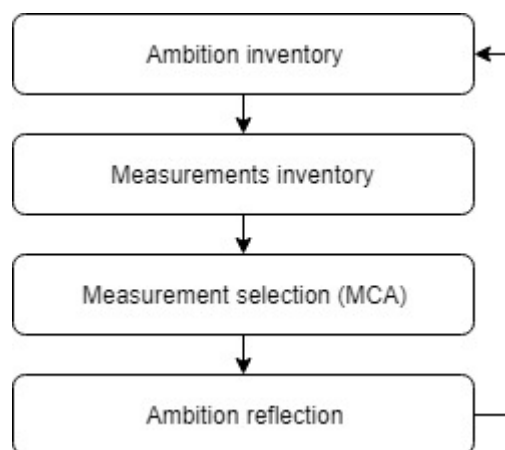 Ambition inventory
Measurements inventory
Measurement selection (MCA)
Ambition reflection